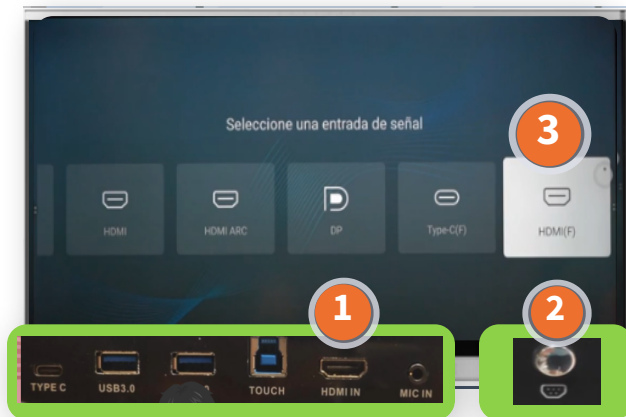 Seleccione una entrada de señal
3
HDMI
HDMI ARC
DP
Type-C(F)
HDMI(F)
1
2
TYPE C
USB3.0
TOUCH
HDMI IN
MIC IN